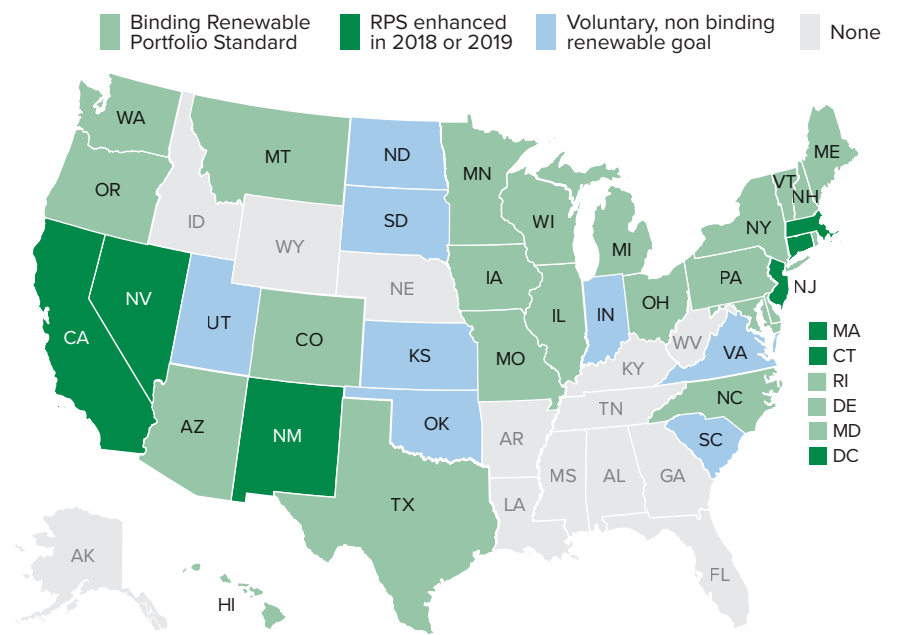 Binding Renewable
Portfolio Standard
RPS enhanced
in 2018 or 2019
Voluntary, non binding
renewable goal
None
WA
MT
ND
MN
ME
OR
ID
WY
SD
WI
MI
VT
NH
NY
NV
UT
NE
IA
PA
NJ
CA
CO
KS
MO
IL
IN
OH
WV
VA
KY
MA
CT
RI
DE
MD
DC
AZ
NM
OK
AR
TN
NC
SC
TX
LA
MS
AL
GA
FL
AK
HI